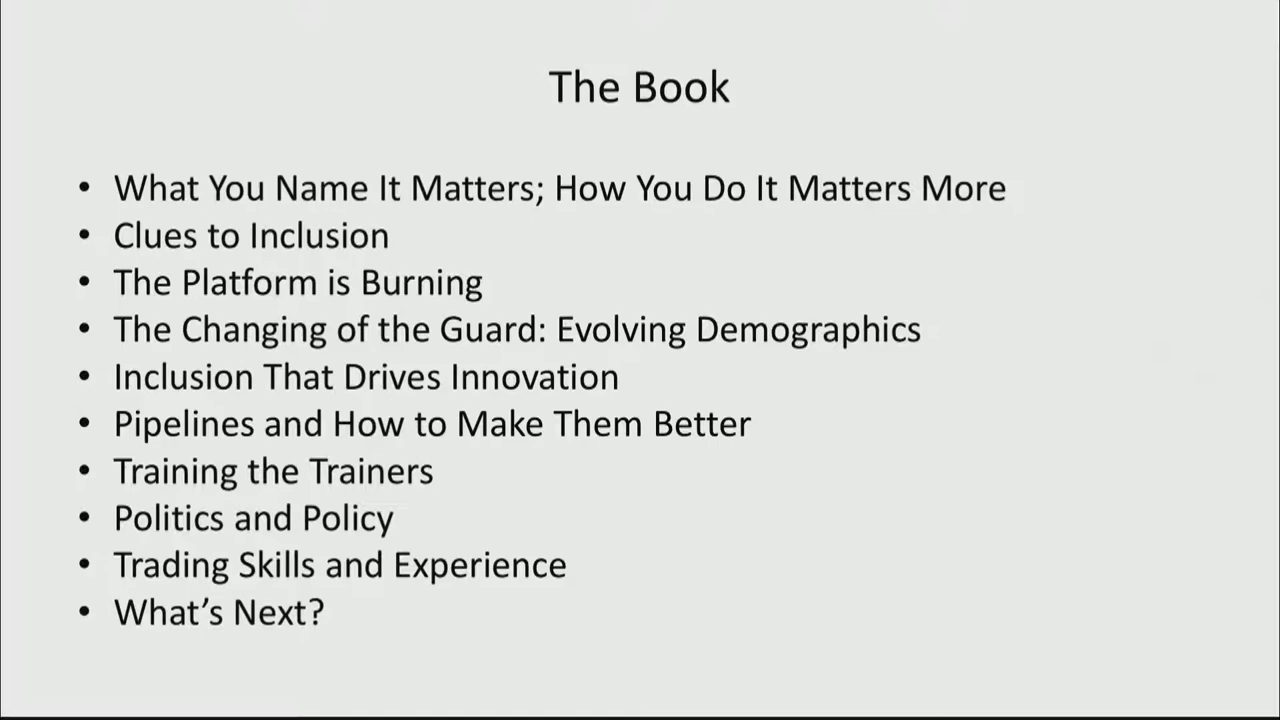 The Book
• What You Name It Matters; How You Do It Matters More
• Clues to Inclusion
• The Platform is Burning
• The Changing of the Guard: Evolving Demographics
• Inclusion That Drives Innovation
• Pipelines and How to Make Them Better
• Training the Trainers
• Politics and Policy
• Trading Skills and Experience
• What’s Next?